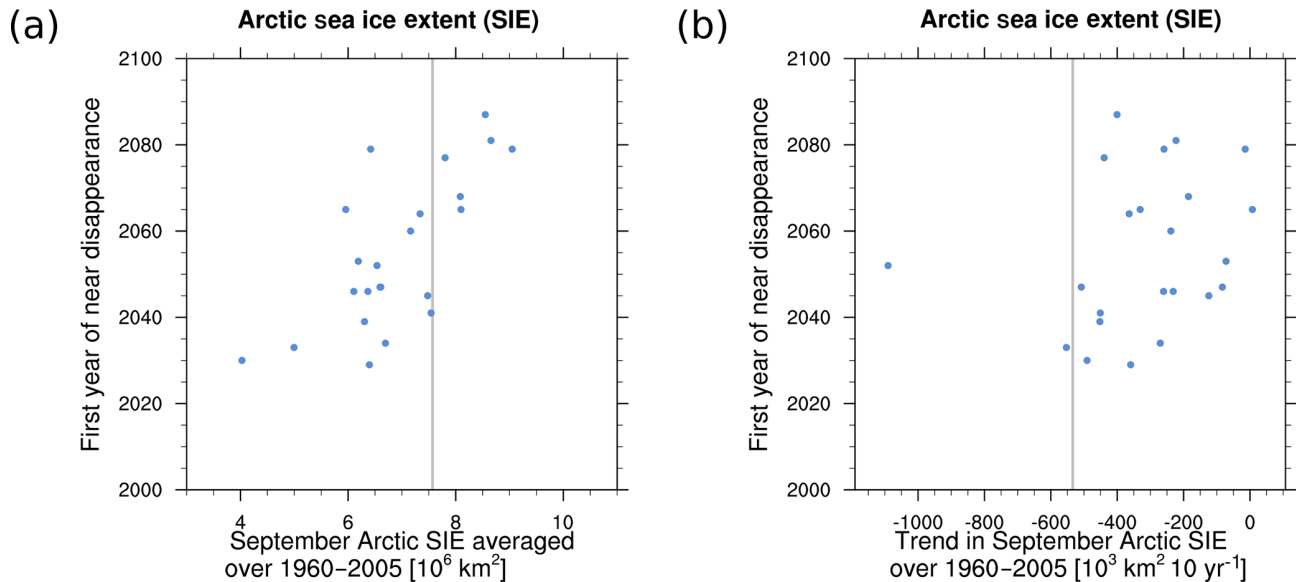 (a)
Arctic sea ice extent (SIE)
First year of near disappearance
2100
2080
2060
2040
2020
2000
4 6 8 10
September Arctic SIE averaged
over 1960−2005 [10⁶ km²]
(b)
Arctic sea ice extent (SIE)
First year of near disappearance
2100
2080
2060
2040
2020
2000
-1000 -800 -600 -400 -200 0
Trend in September Arctic SIE
over 1960−2005 [10³ km² 10 yr⁻¹]